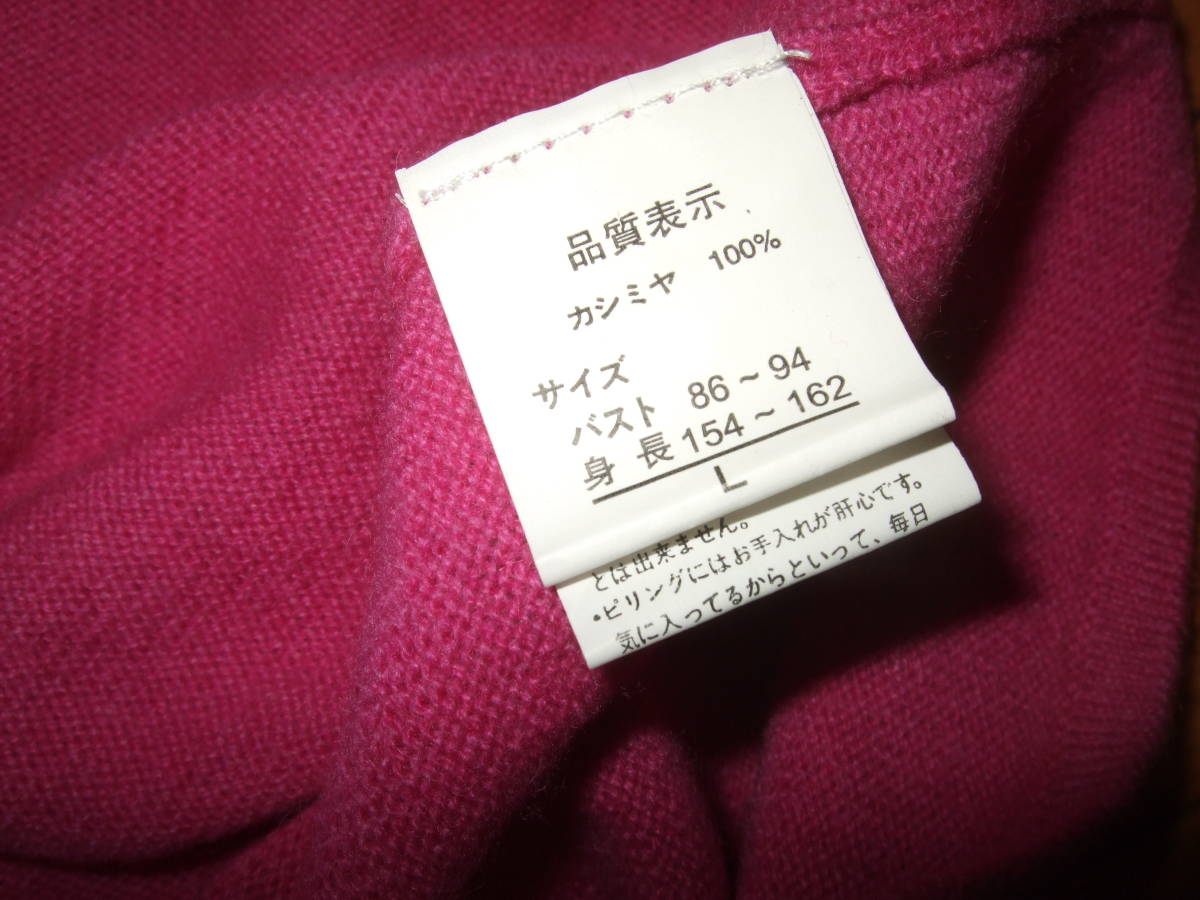 品質表示
カシミヤ 100%
サイズ
バスト 86～94
身長 154～162
L
とは出来ません。
・ピリングにはお手入れが肝心です。
気に入ってるからといって、毎日